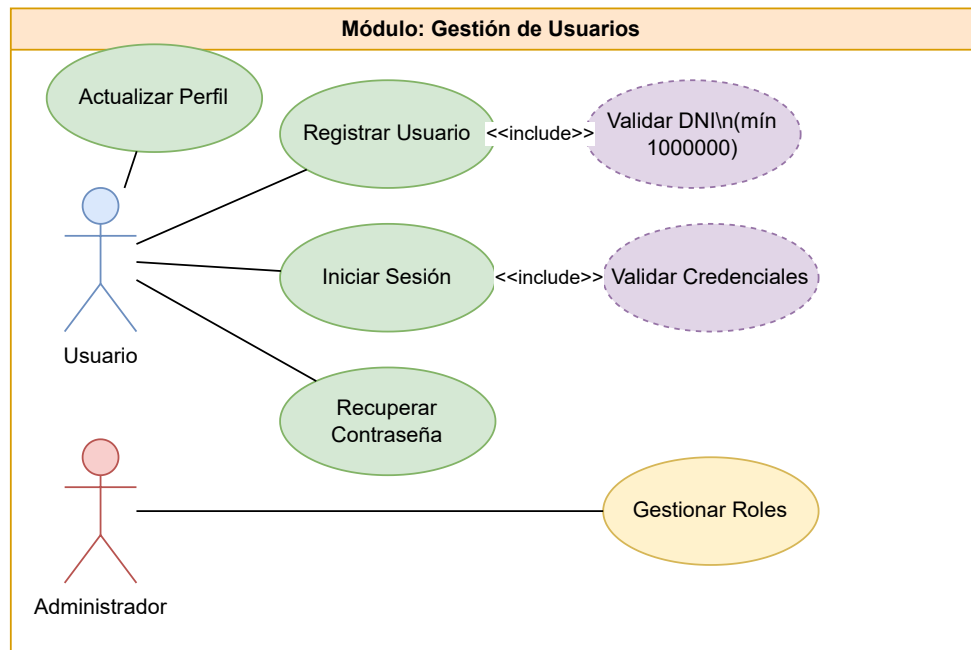 Módulo: Gestión de Usuarios
Actualizar Perfil
Registrar Usuario
<<include>>
Validar DNI\n(mín
1000000)
Iniciar Sesión
<<include>>
Validar Credenciales
Usuario
Recuperar
Contraseña
Gestionar Roles
Administrador